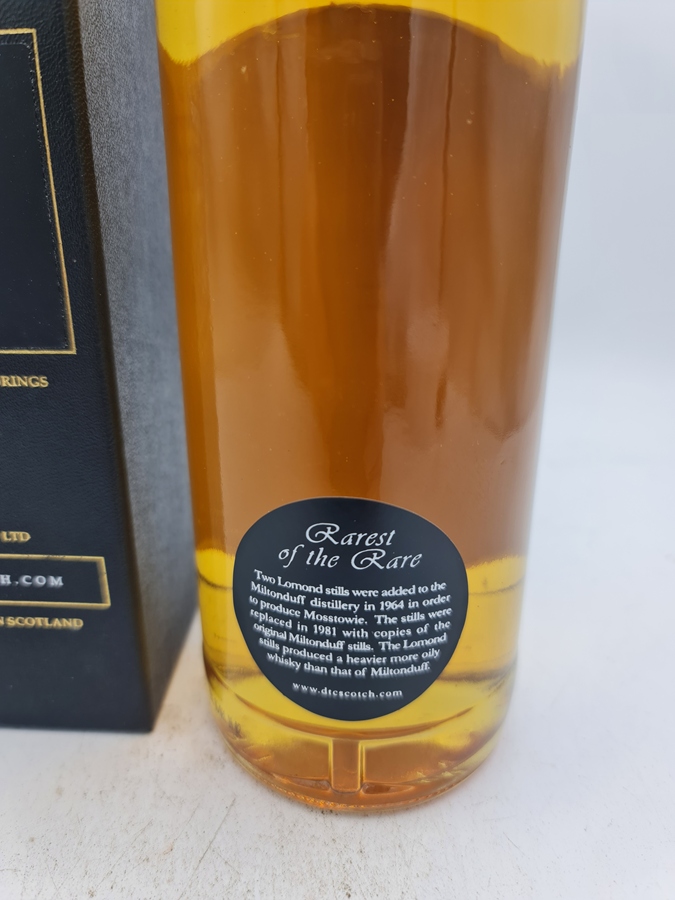 RINGS
LTD
H.COM
N SCOTLAND
Rarest
of the Rare
Two Lomond stills were added to the
Miltonduff distillery in 1964 in order
to produce Mosstowie. The stills were
replaced in 1981 with copies of the
original Miltonduff stills. The Lomond
stills produced a heavier more oily
whisky than that of Miltonduff.
www.dtcscotch.com